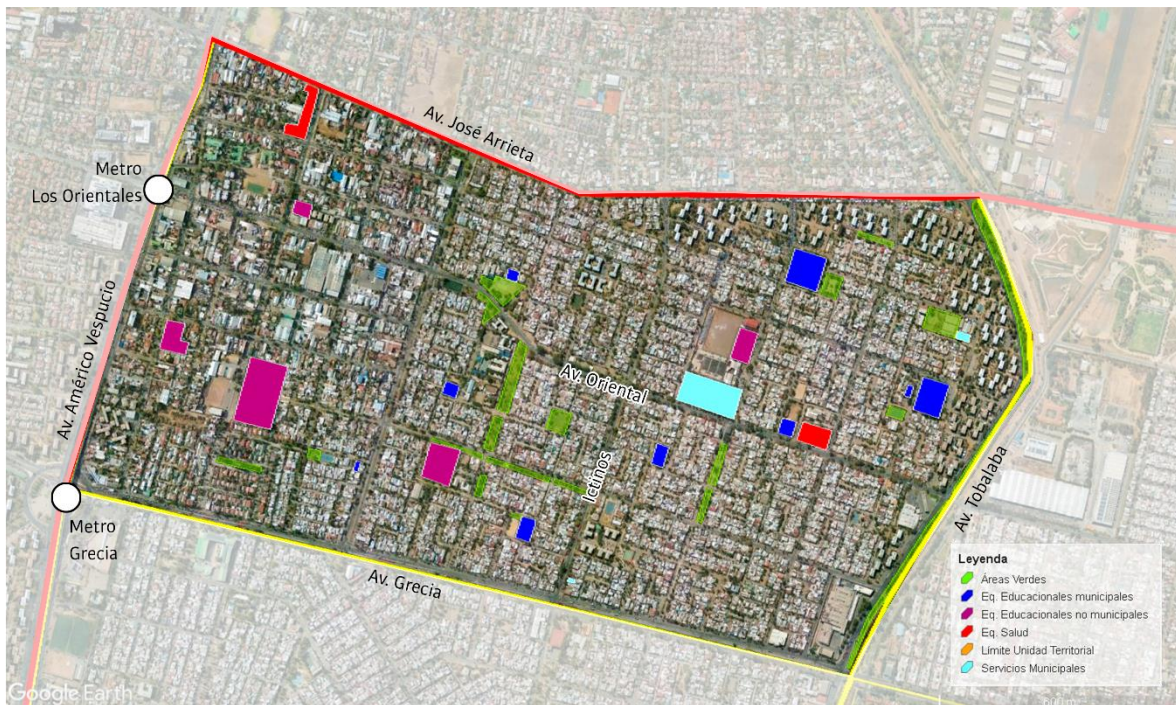 Av. José Arrieta
Metro
Los Orientales
Av. Américo Vespucio
Av. Oriental
Ictinos
Av. Tobalaba
Metro
Grecia
Av. Grecia
Leyenda
Áreas Verdes
Eq. Educacionales municipales
Eq. Educacionales no municipales
Eq. Salud
Límite Unidad Territorial
Servicios Municipales
Google Earth